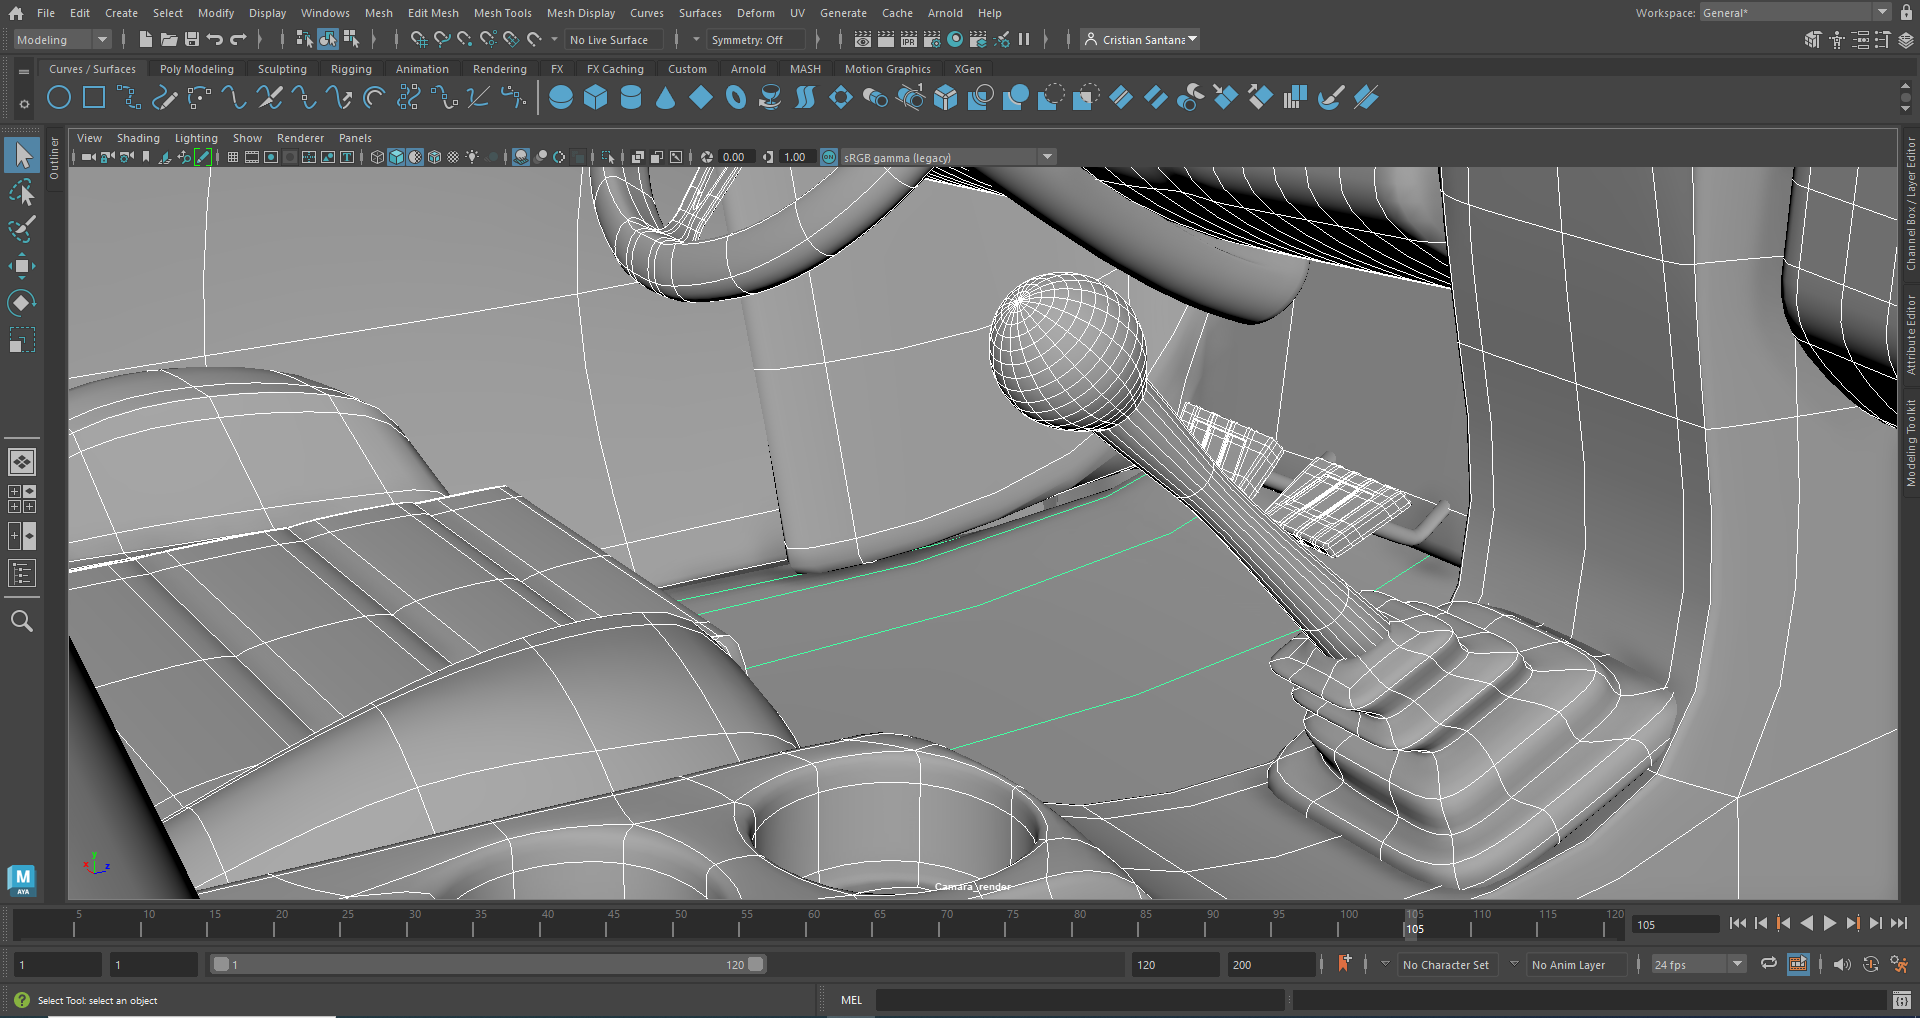 File Edit Create Select Modify Display Windows Mesh Edit Mesh Mesh Tools Mesh Display Curves Surfaces Deform UV Generate Cache Arnold Help
Workspace: General*
Modeling No Live Surface Symmetry: Off Cristian Santana
Curves / Surfaces Poly Modeling Sculpting Rigging Animation Rendering FX FX Caching Custom Arnold MASH Motion Graphics XGen
View Shading Lighting Show Renderer Panels
0.00 1.00 ON sRGB gamma (legacy)
Outliner
Channel Box / Layer Editor
Attribute Editor
Modeling Toolkit
IPR
y
x
z
Camara_render
M
AYA
5 10 15 20 25 30 35 40 45 50 55 60 65 70 75 80 85 90 95 100 105 110 115 120
105
105
1 1 1 120 120 200 No Character Set No Anim Layer 24 fps
Select Tool: select an object
MEL